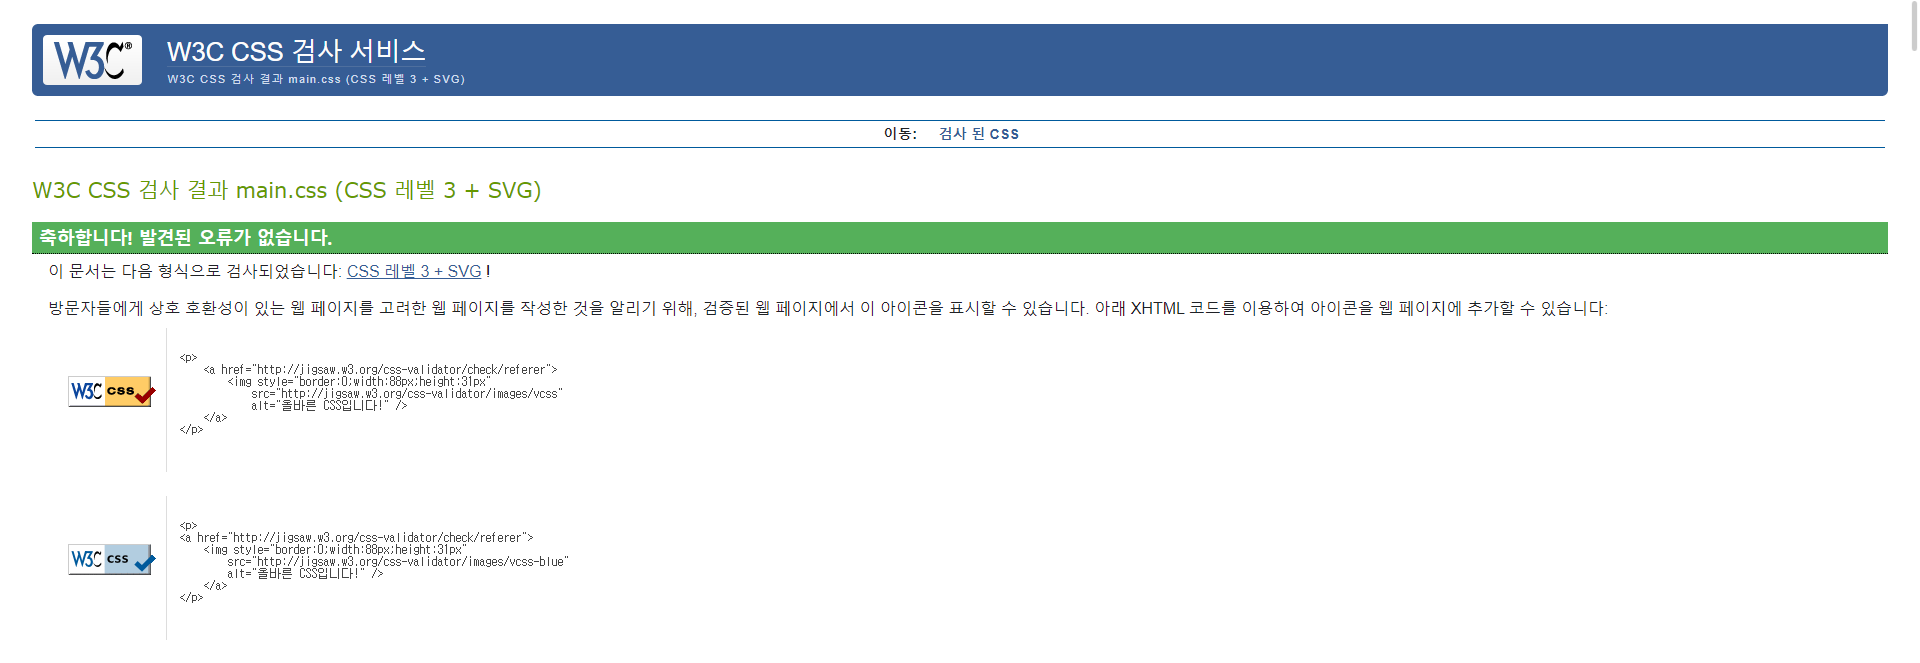 W3C®
W3C CSS 검사 서비스
W3C CSS 검사 결과 main.css (CSS 레벨 3 + SVG)
이동: 검사 된 CSS
W3C CSS 검사 결과 main.css (CSS 레벨 3 + SVG)
축하합니다! 발견된 오류가 없습니다.
이 문서는 다음 형식으로 검사되었습니다: CSS 레벨 3 + SVG !
방문자들에게 상호 호환성이 있는 웹 페이지를 고려한 웹 페이지를 작성한 것을 알리기 위해, 검증된 웹 페이지에서 이 아이콘을 표시할 수 있습니다. 아래 XHTML 코드를 이용하여 아이콘을 웹 페이지에 추가할 수 있습니다:
W3C css
<p>
<a href="http://jigsaw.w3.org/css-validator/check/referer">
<img style="border:0;width:88px;height:31px"
src="http://jigsaw.w3.org/css-validator/images/vcss"
alt="올바른 CSS입니다!" />
</a>
</p>
W3C css
<p>
<a href="http://jigsaw.w3.org/css-validator/check/referer">
<img style="border:0;width:88px;height:31px"
src="http://jigsaw.w3.org/css-validator/images/vcss-blue"
alt="올바른 CSS입니다!" />
</a>
</p>